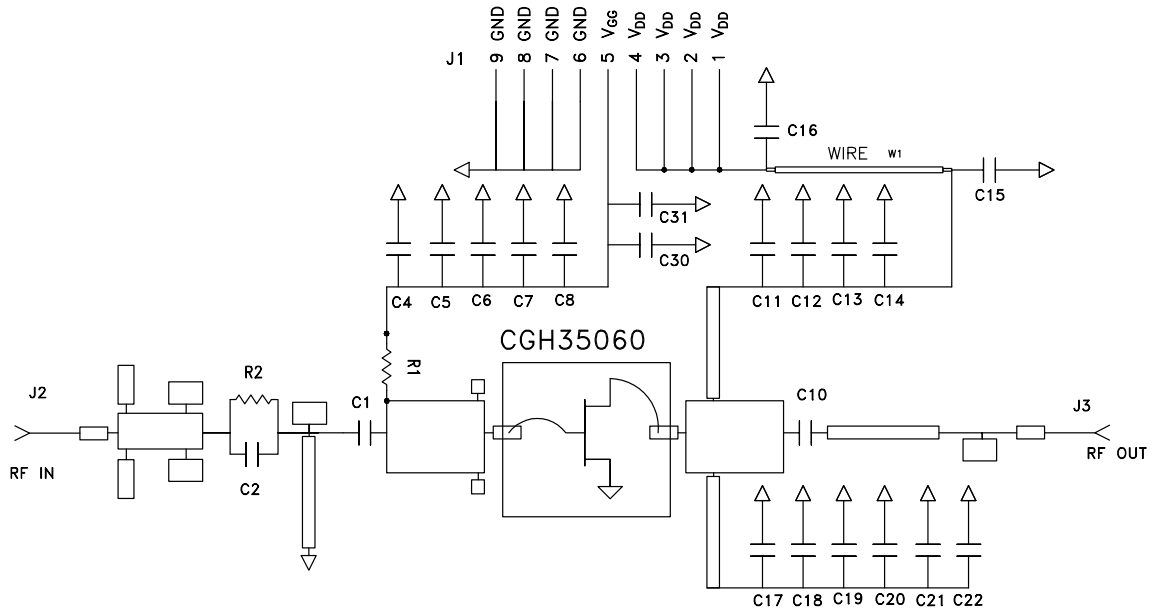 J1
9 GND
8 GND
7 GND
6 GND
5 VGG
4 VDD
3 VDD
2 VDD
1 VDD
C16
WIRE W1
C15
C31
C30
C4
C5
C6
C7
C8
C11
C12
C13
C14
CGH35060
R1
J2
RF IN
R2
C2
C1
C10
J3
RF OUT
C17
C18
C19
C20
C21
C22